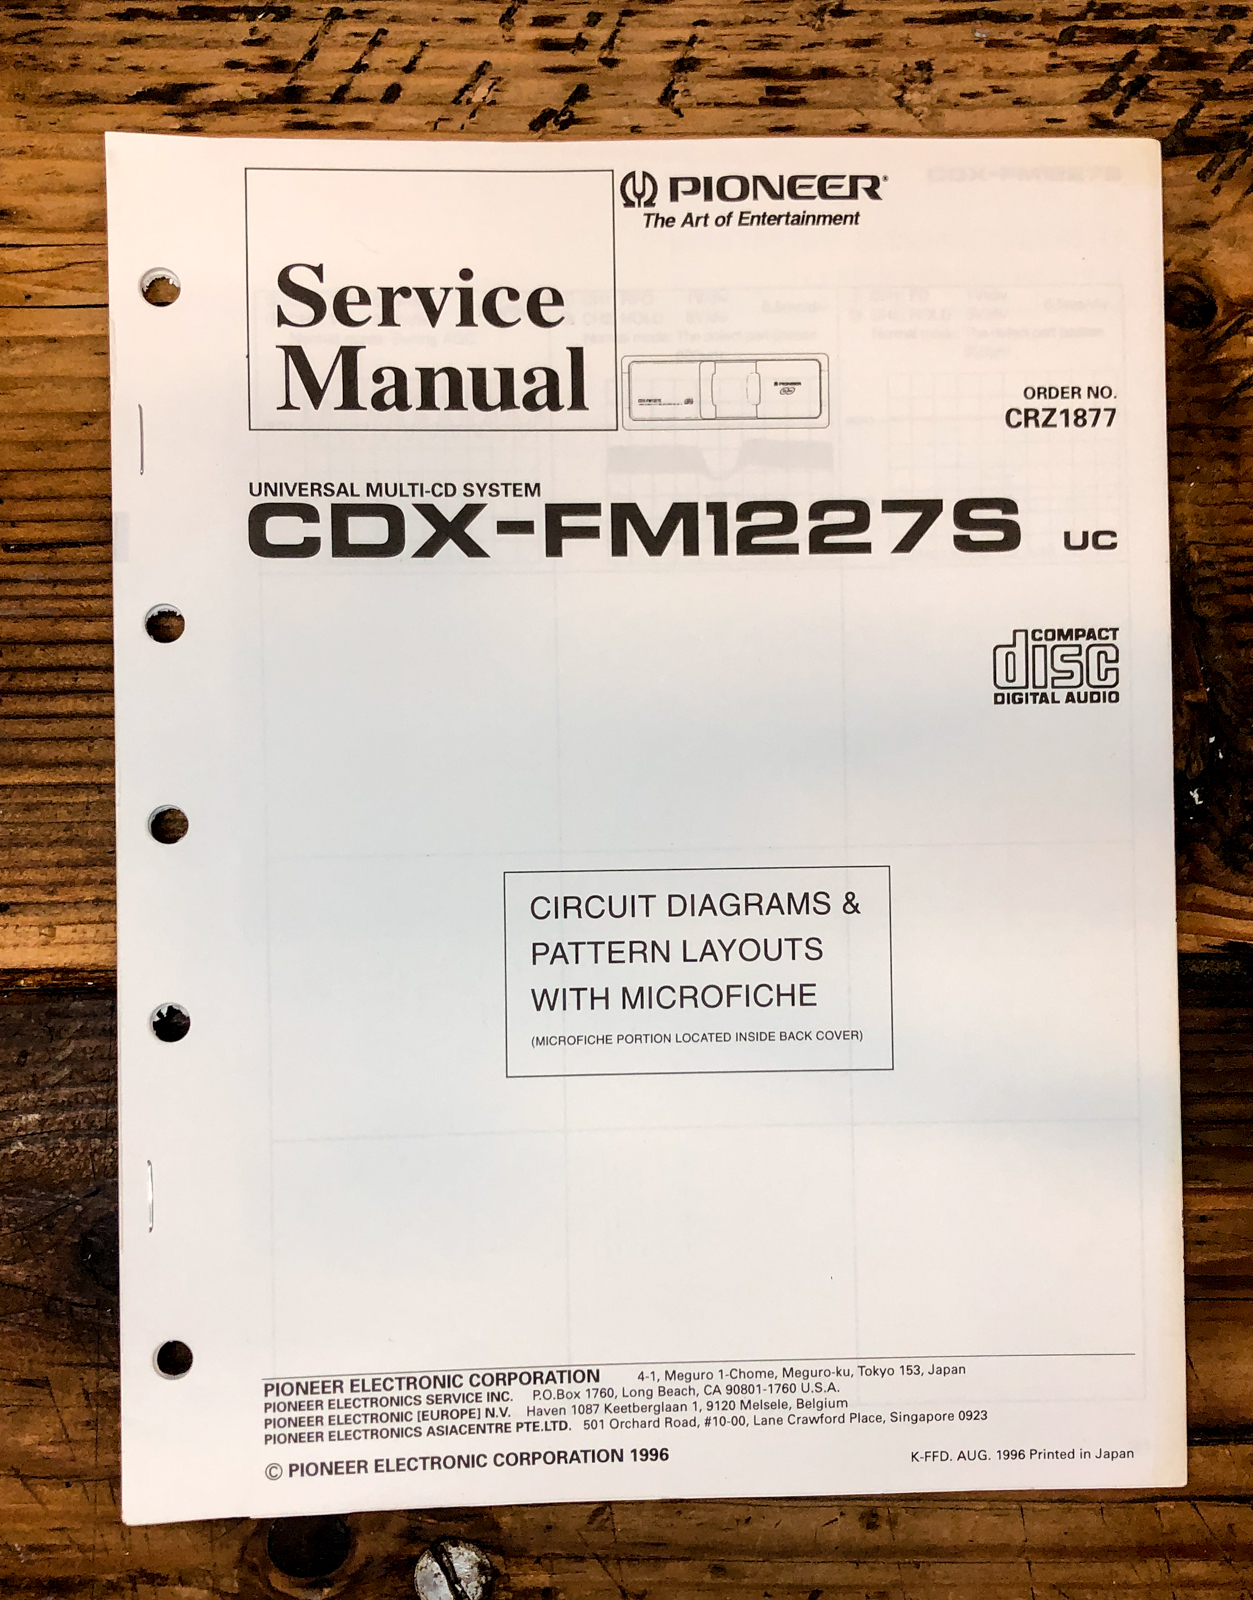 PIONEER®
The Art of Entertainment
Service
Manual
PIONEER
CDX-FM1227S
ORDER NO.
CRZ1877
UNIVERSAL MULTI-CD SYSTEM
CDX-FM1227S UC
COMPACT
disc
DIGITAL AUDIO
CIRCUIT DIAGRAMS &
PATTERN LAYOUTS
WITH MICROFICHE
(MICROFICHE PORTION LOCATED INSIDE BACK COVER)
PIONEER ELECTRONIC CORPORATION 4-1, Meguro 1-Chome, Meguro-ku, Tokyo 153, Japan
PIONEER ELECTRONICS SERVICE INC. P.O.Box 1760, Long Beach, CA 90801-1760 U.S.A.
PIONEER ELECTRONIC [EUROPE] N.V. Haven 1087 Keetberglaan 1, 9120 Melsele, Belgium
PIONEER ELECTRONICS ASIACENTRE PTE.LTD. 501 Orchard Road, #10-00, Lane Crawford Place, Singapore 0923
© PIONEER ELECTRONIC CORPORATION 1996
K-FFD. AUG. 1996 Printed in Japan